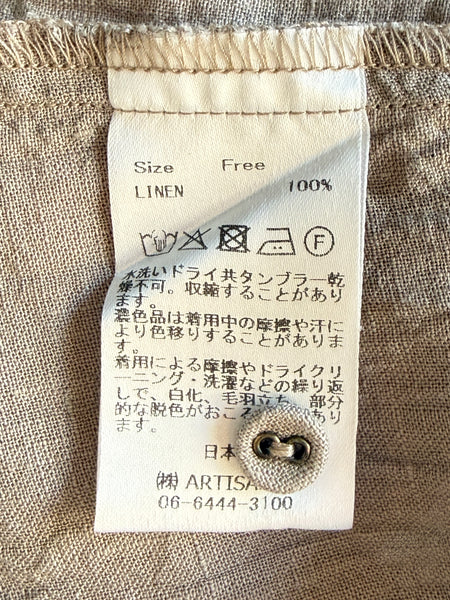 Size Free
LINEN 100%
F
水洗いドライ共タンブラー乾
燥不可。収縮することがあり
ます。
濃色品は着用中の摩擦や汗に
より色移りすることがありま
す。
着用による摩擦やドライクリ
ーニング・洗濯などの繰り返
しで、白化、毛羽立ち、部分
的な脱色がおこ があり
ます。
日本
㈱ ARTISA
06-6444-3100